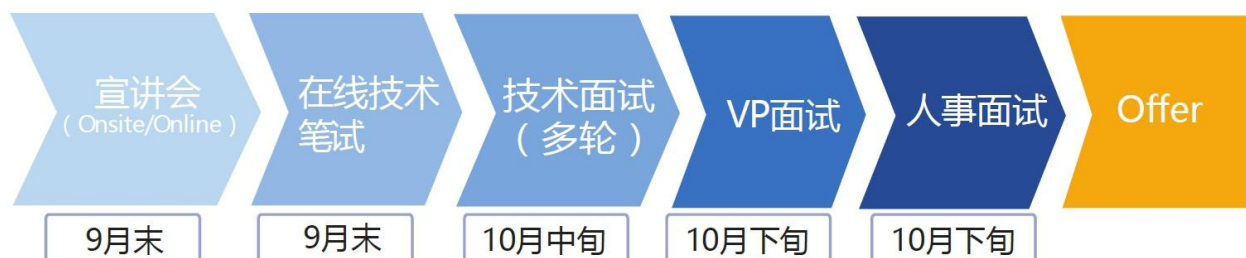 宣讲会
（Onsite/Online）
在线技术
笔试
技术面试
（多轮）
VP面试
人事面试
Offer
9月末
9月末
10月中旬
10月下旬
10月下旬